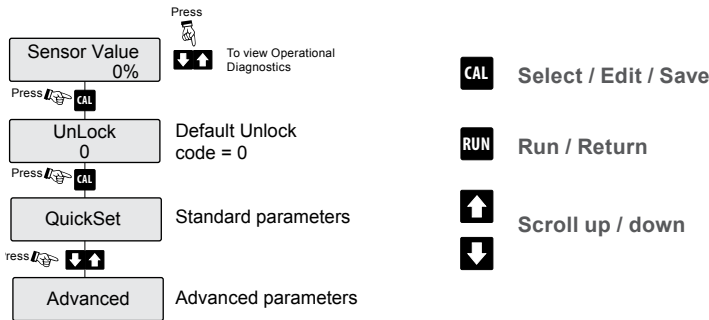 Press
Sensor Value
0%
To view Operational
Diagnostics
Press CAL
UnLock
0
Default Unlock
code = 0
Press CAL
QuickSet
Standard parameters
ress
Advanced
Advanced parameters
CAL Select / Edit / Save
RUN Run / Return
Scroll up / down